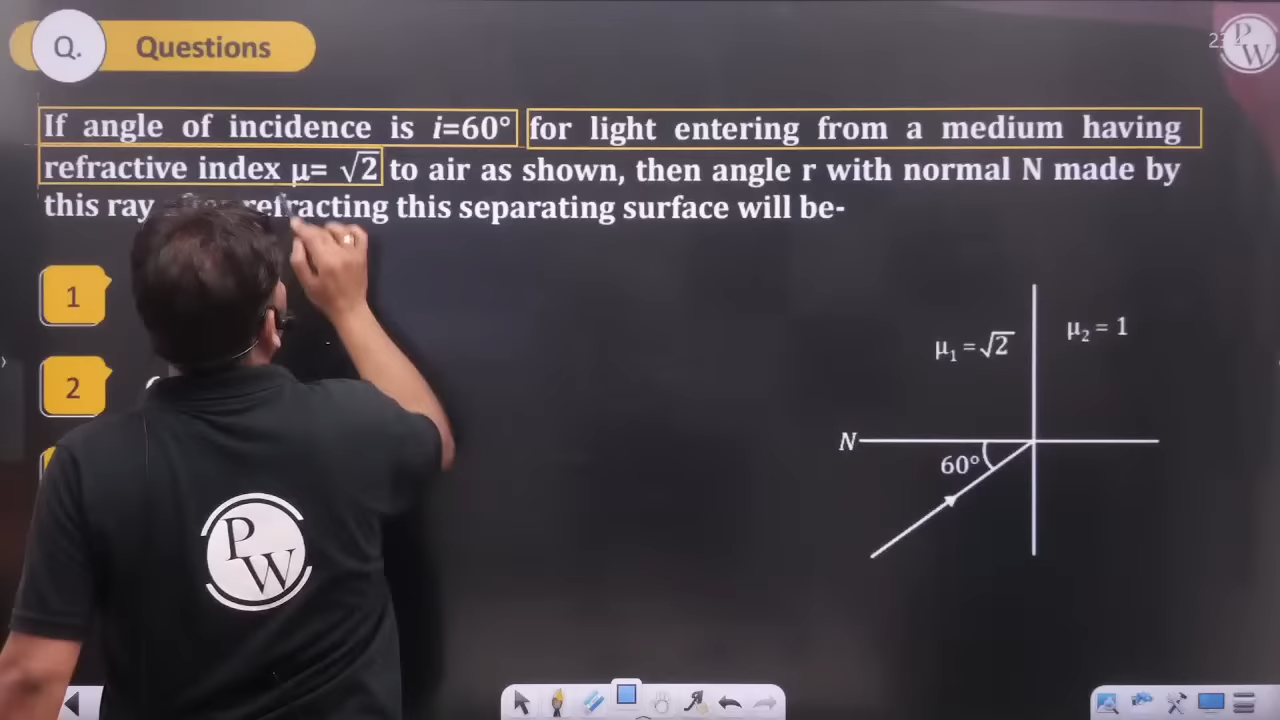 Q. Questions
If angle of incidence is i=60° for light entering from a medium having
refractive index μ= √2 to air as shown, then angle r with normal N made by
this ray refracting this separating surface will be-
1
2
μ₁ = √2
μ₂ = 1
N
60°
PW
PW